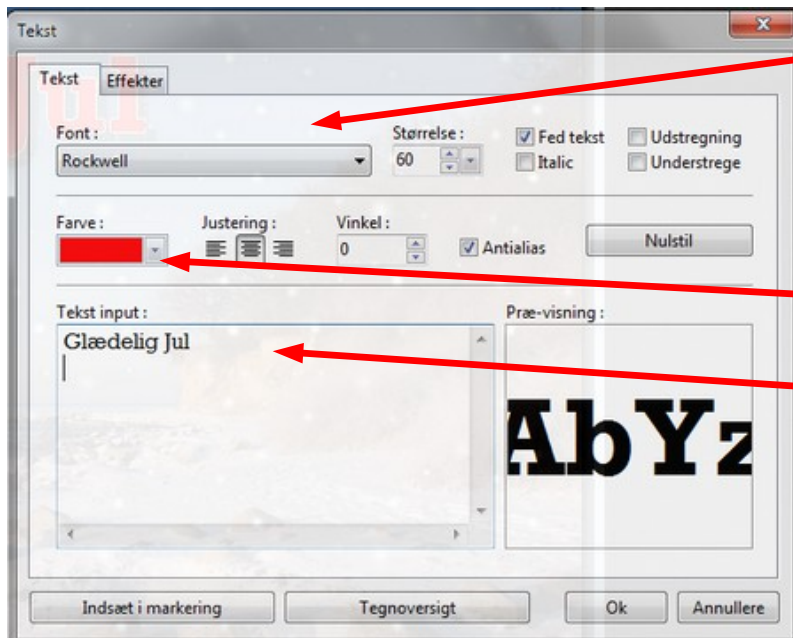 Tekst
Jul
Tekst Effekter
Font : Størrelse :
Rockwell 60 Fed tekst Udstregning
Italic Understrege
Farve : Justering : Vinkel :
0 Antialias Nulstil
Tekst input : Præ-visning :
Glædelig Jul
AbYz
Indsæt i markering Tegnoversigt Ok Annullere